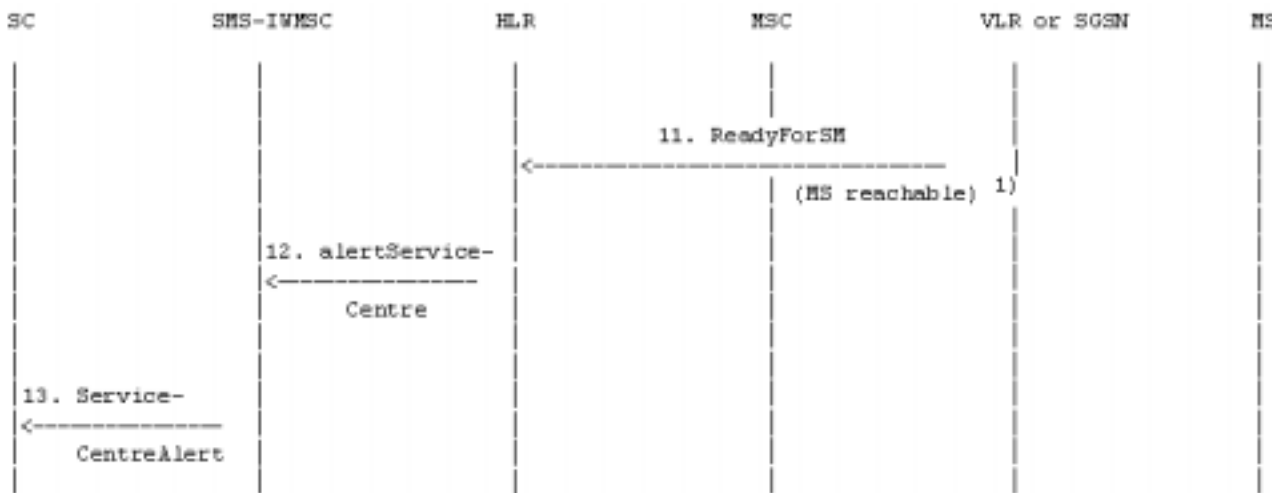 SC SMS-IWMSC HLR MSC VLR or SGSN MS
11. ReadyForSM
(MS reachable) 1)
12. alertService-
Centre
13. Service-
CentreAlert